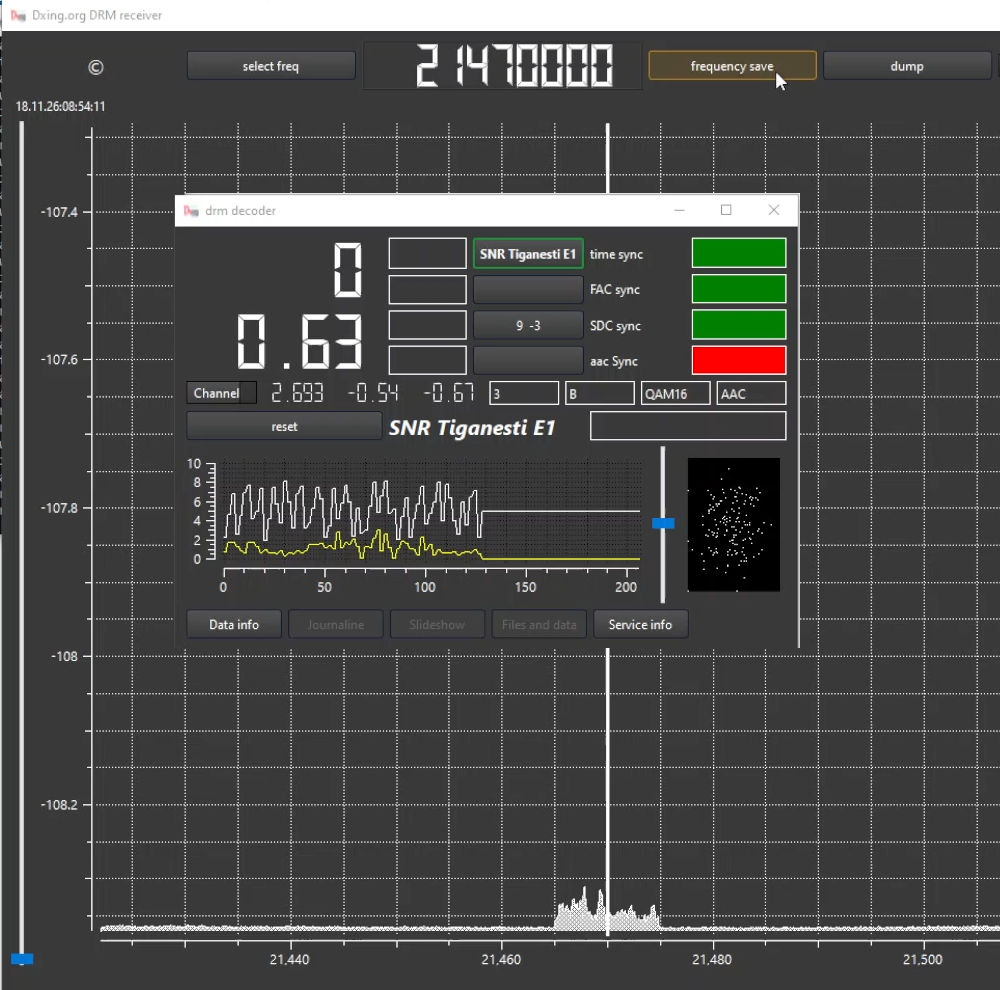 Dxing.org DRM receiver
© select freq 21470000 frequency save dump
18.11.26:08:54:11
-107.4
-107.6
-107.8
-108
-108.2
21.440 21.460 21.480 21.500
drm decoder
0 SNR Tiganesti E1 time sync
FAC sync
0.63 9 -3 SDC sync
aac Sync
Channel 2.693 -0.54 -0.67 3 B QAM16 AAC
reset SNR Tiganesti E1
10
8
6
4
2
0
0 50 100 150 200
Data info Journaline Slideshow Files and data Service info